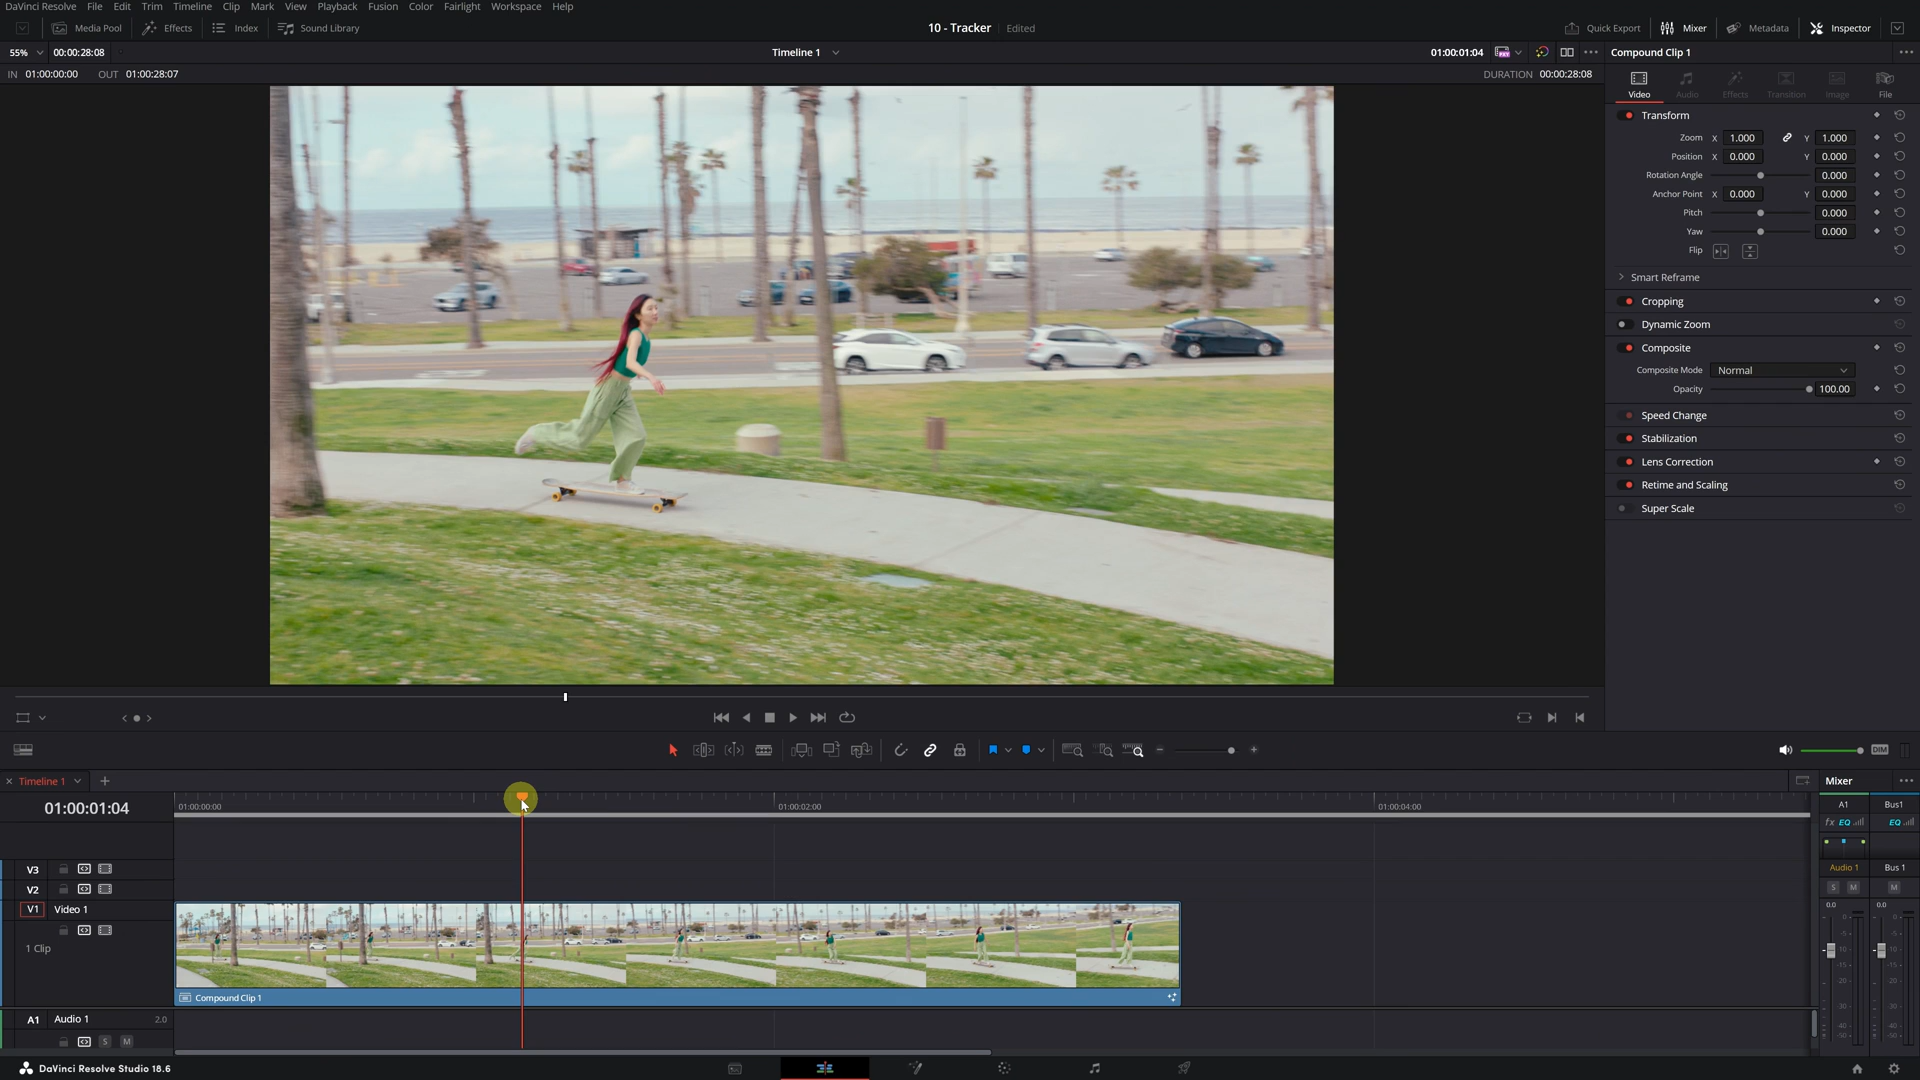 DaVinci Resolve File Edit Trim Timeline Clip Mark View Playback Fusion Color Fairlight Workspace Help
Media Pool Effects Index Sound Library 10 - Tracker Edited Quick Export Mixer Metadata Inspector
55% 00:00:28:08 Timeline 1 01:00:01:04 Compound Clip 1
IN 01:00:00:00 OUT 01:00:28:07 DURATION 00:00:28:08
Video Audio Effects Transition Image File
Transform
Zoom X 1.000 Y 1.000
Position X 0.000 Y 0.000
Rotation Angle 0.000
Anchor Point X 0.000 Y 0.000
Pitch 0.000
Yaw 0.000
Flip
Smart Reframe
Cropping
Dynamic Zoom
Composite
Composite Mode Normal
Opacity 100.00
Speed Change
Stabilization
Lens Correction
Retime and Scaling
Super Scale
DIM
Timeline 1 Mixer
01:00:01:04 01:00:00:00 01:00:02:00 01:00:04:00 A1 Bus1
fx EQ EQ
V3 Audio 1 Bus 1
V2 S M M
V1 Video 1 0.0 0.0
1 Clip
Compound Clip 1
A1 Audio 1 2.0
S M
DaVinci Resolve Studio 18.6